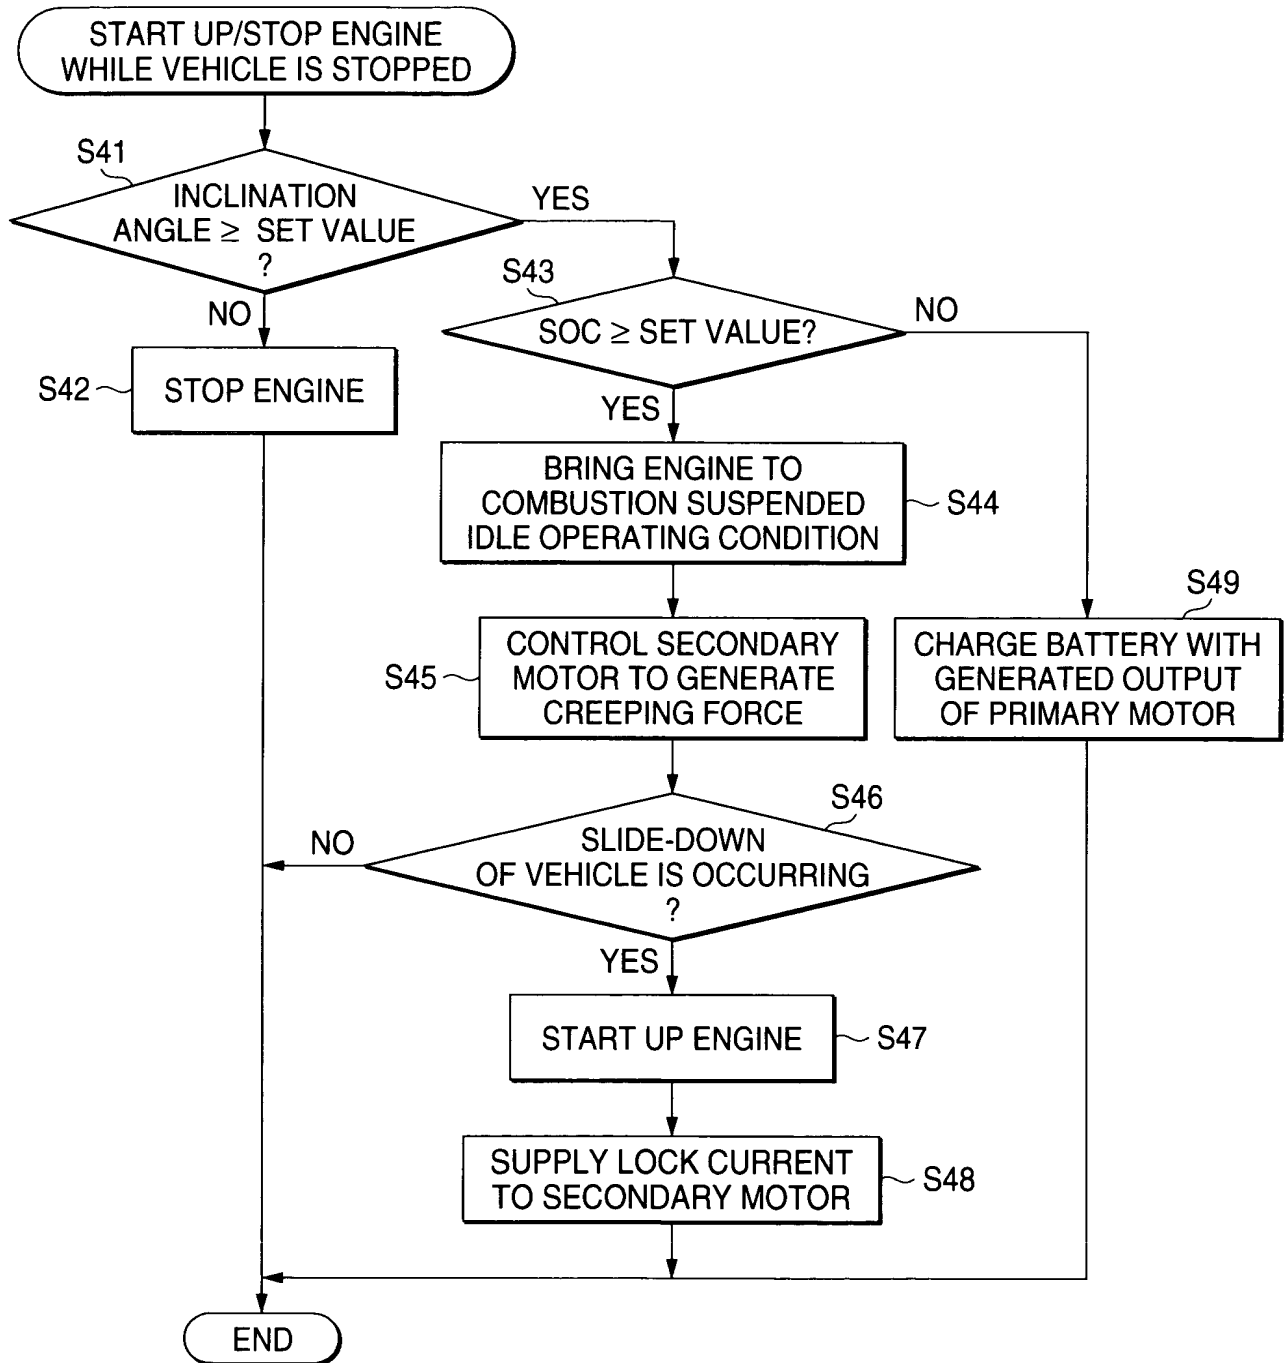 START UP/STOP ENGINE
WHILE VEHICLE IS STOPPED
S41
INCLINATION
ANGLE ≥ SET VALUE
?
YES
NO
S42
STOP ENGINE
S43
SOC ≥ SET VALUE?
NO
YES
BRING ENGINE TO
COMBUSTION SUSPENDED
IDLE OPERATING CONDITION
S44
S45
CONTROL SECONDARY
MOTOR TO GENERATE
CREEPING FORCE
S49
CHARGE BATTERY WITH
GENERATED OUTPUT
OF PRIMARY MOTOR
S46
SLIDE-DOWN
OF VEHICLE IS OCCURRING
?
NO
YES
START UP ENGINE
S47
SUPPLY LOCK CURRENT
TO SECONDARY MOTOR
S48
END